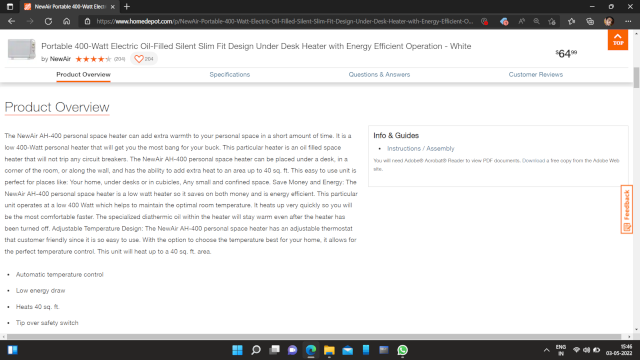 NewAir Portable 400-Watt Electric
https://www.homedepot.com/p/NewAir-Portable-400-Watt-Electric-Oil-Filled-Silent-Slim-Fit-Design-Under-Desk-Heater-with-Energy-Efficient-O...
Portable 400-Watt Electric Oil-Filled Silent Slim Fit Design Under Desk Heater with Energy Efficient Operation - White
by NewAir (204) 204
$64.99
TOP
Product Overview Specifications Questions & Answers Customer Reviews
Product Overview
The NewAir AH-400 personal space heater can add extra warmth to your personal space in a short amount of time. It is a
low 400-Watt personal heater that will get you the most bang for your buck. This particular heater is an oil filled space
heater that will not trip any circuit breakers. The NewAir AH-400 personal space heater can be placed under a desk, in a
corner of the room, or along the wall, and has the ability to add extra heat to an area up to 40 sq. ft. This easy to use unit is
perfect for places like: Your home, under desks or in cubicles, Any small and confined space. Save Money and Energy: The
NewAir AH-400 personal space heater is a low watt heater so it saves on both money and is energy efficient. This particular
unit operates at a low 400 Watt which helps to maintain the optimal room temperature. It heats up very quickly so you will
be the most comfortable faster. The specialized diathermic oil within the heater will stay warm even after the heater has
been turned off. Adjustable Temperature Design: The NewAir AH-400 personal space heater has an adjustable thermostat
that customer friendly since it is so easy to use. With the option to choose the temperature best for your home, it allows for
the perfect temperature control. This unit will heat up to a 40 sq. ft. area.
• Automatic temperature control
• Low energy draw
• Heats 40 sq. ft.
• Tip over safety switch
Info & Guides
• Instructions / Assembly
You will need Adobe® Acrobat® Reader to view PDF documents. Download a free copy from the Adobe Web
site.
Feedback
ENG
IN
15:46
03-05-2022